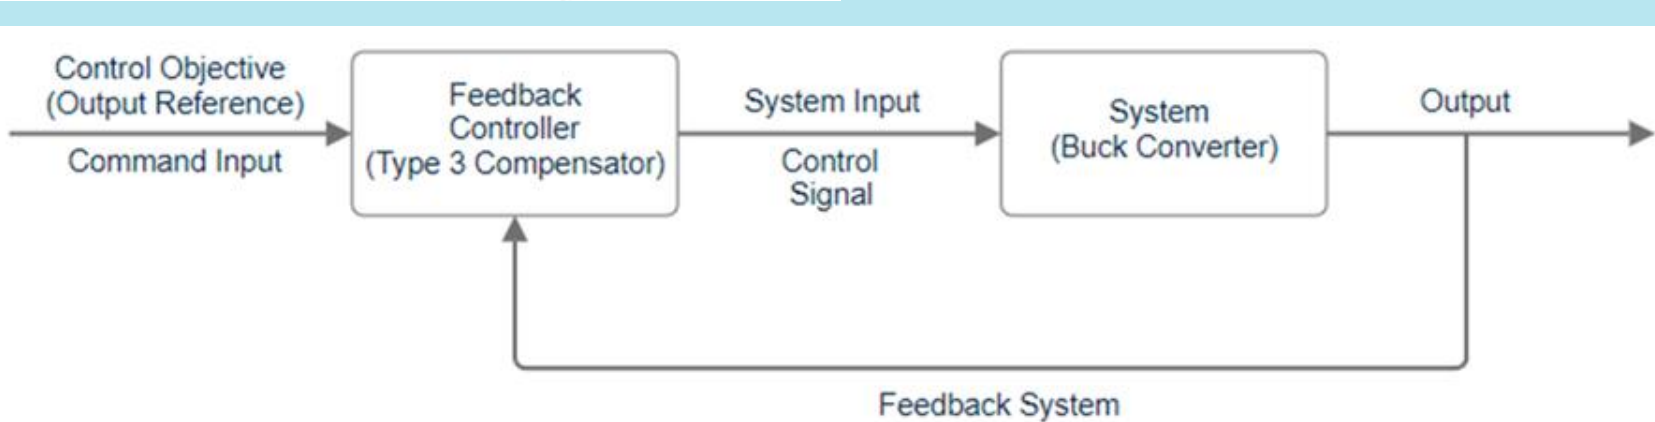 Control Objective
(Output Reference)
Command Input
Feedback
Controller
(Type 3 Compensator)
System Input
Control
Signal
System
(Buck Converter)
Output
Feedback System